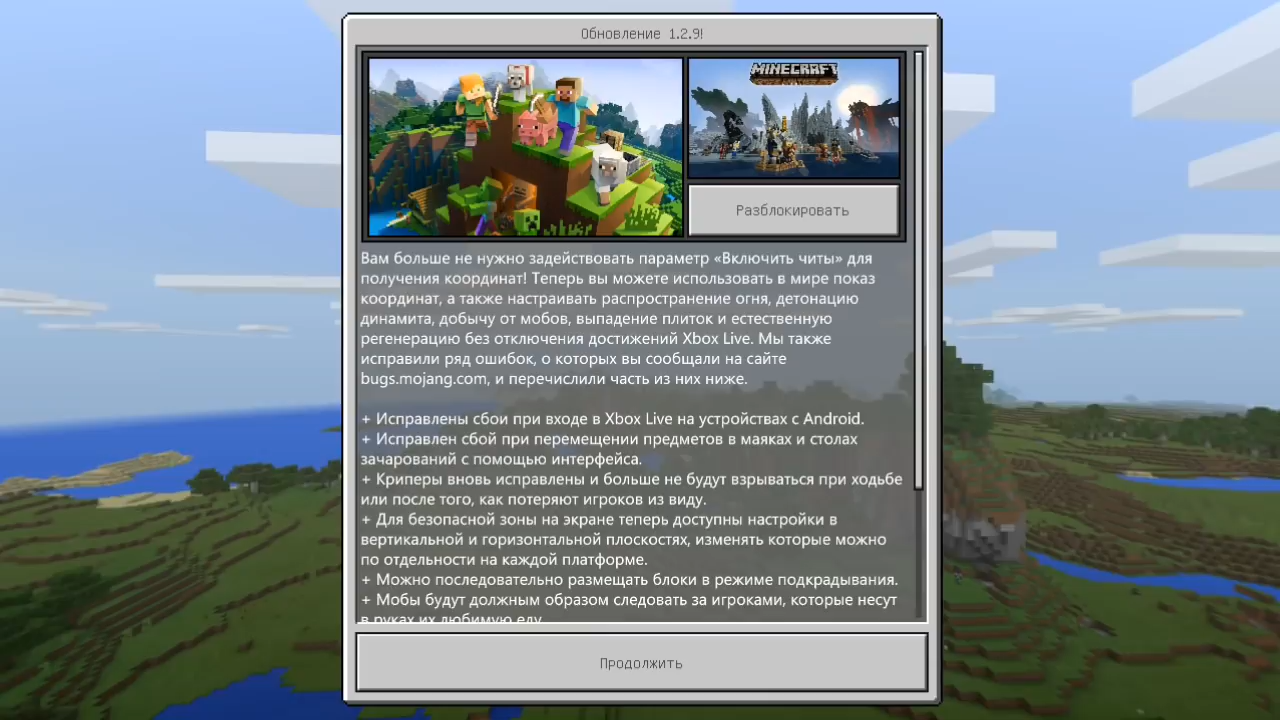 Обновление 1.2.9!
MINECRAFT
Разблокировать
Вам больше не нужно задействовать параметр «Включить читы» для
получения координат! Теперь вы можете использовать в мире показ
координат, а также настраивать распространение огня, детонацию
динамита, добычу от мобов, выпадение плиток и естественную
регенерацию без отключения достижений Xbox Live. Мы также
исправили ряд ошибок, о которых вы сообщали на сайте
bugs.mojang.com, и перечислили часть из них ниже.
+ Исправлены сбои при входе в Xbox Live на устройствах с Android.
+ Исправлен сбой при перемещении предметов в маяках и столах
зачарований с помощью интерфейса.
+ Криперы вновь исправлены и больше не будут взрываться при ходьбе
или после того, как потеряют игроков из виду.
+ Для безопасной зоны на экране теперь доступны настройки в
вертикальной и горизонтальной плоскостях, изменять которые можно
по отдельности на каждой платформе.
+ Можно последовательно размещать блоки в режиме подкрадывания.
+ Мобы будут должным образом следовать за игроками, которые несут
в руках их любимую еду
Продолжить